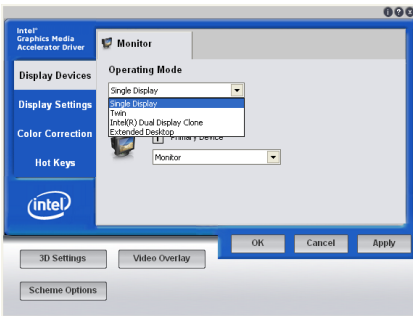 Intel®
Graphics Media
Accelerator Driver
Monitor
Display Devices
Display Settings
Color Correction
Hot Keys
intel
Operating Mode
Single Display
Single Display
Twin
Intel(R) Dual Display Clone
Extended Desktop
1 Primary Device
Monitor
OK Cancel Apply
3D Settings Video Overlay
Scheme Options